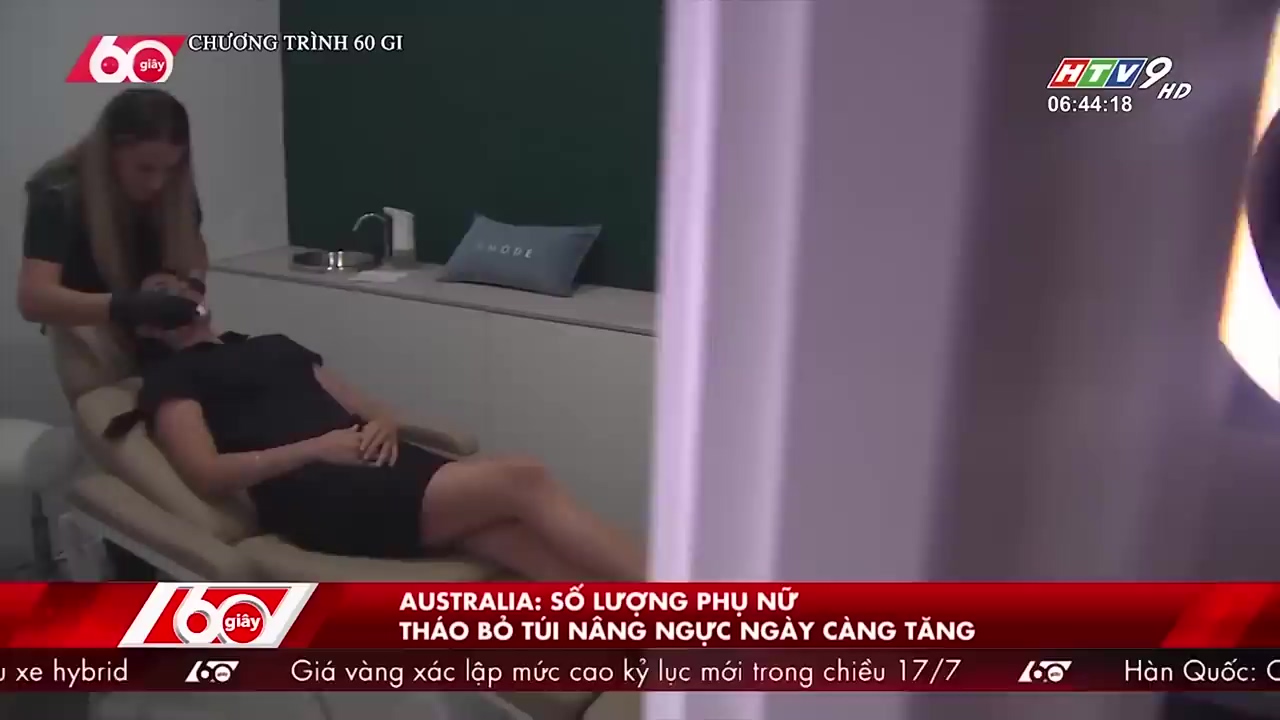 60 giây
CHƯƠNG TRÌNH 60 GI
HTV9 HD
06:44:18
MODE
60 giây
AUSTRALIA: SỐ LƯỢNG PHỤ NỮ
THÁO BỎ TÚI NÂNG NGỰC NGÀY CÀNG TĂNG
xe hybrid 60 Giá vàng xác lập mức cao kỷ lục mới trong chiều 17/7 60 Hàn Quốc: